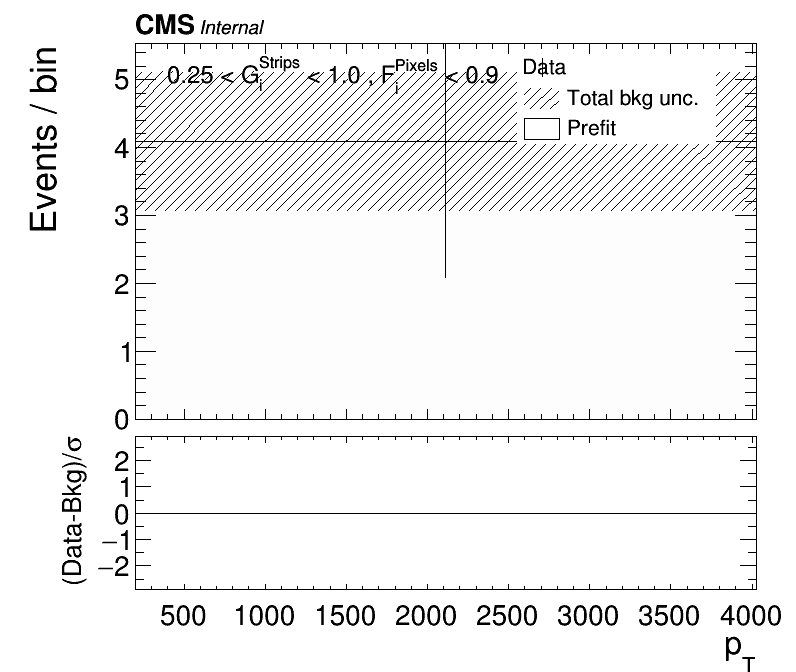 CMS Internal
Events / bin
5
4
3
2
1
0
0.25 < G_i^Strips < 1.0 , F_i^Pixels < 0.9
Data
Total bkg unc.
Prefit
(Data-Bkg)/σ
2
1
0
−1
−2
500 1000 1500 2000 2500 3000 3500 4000
p_T